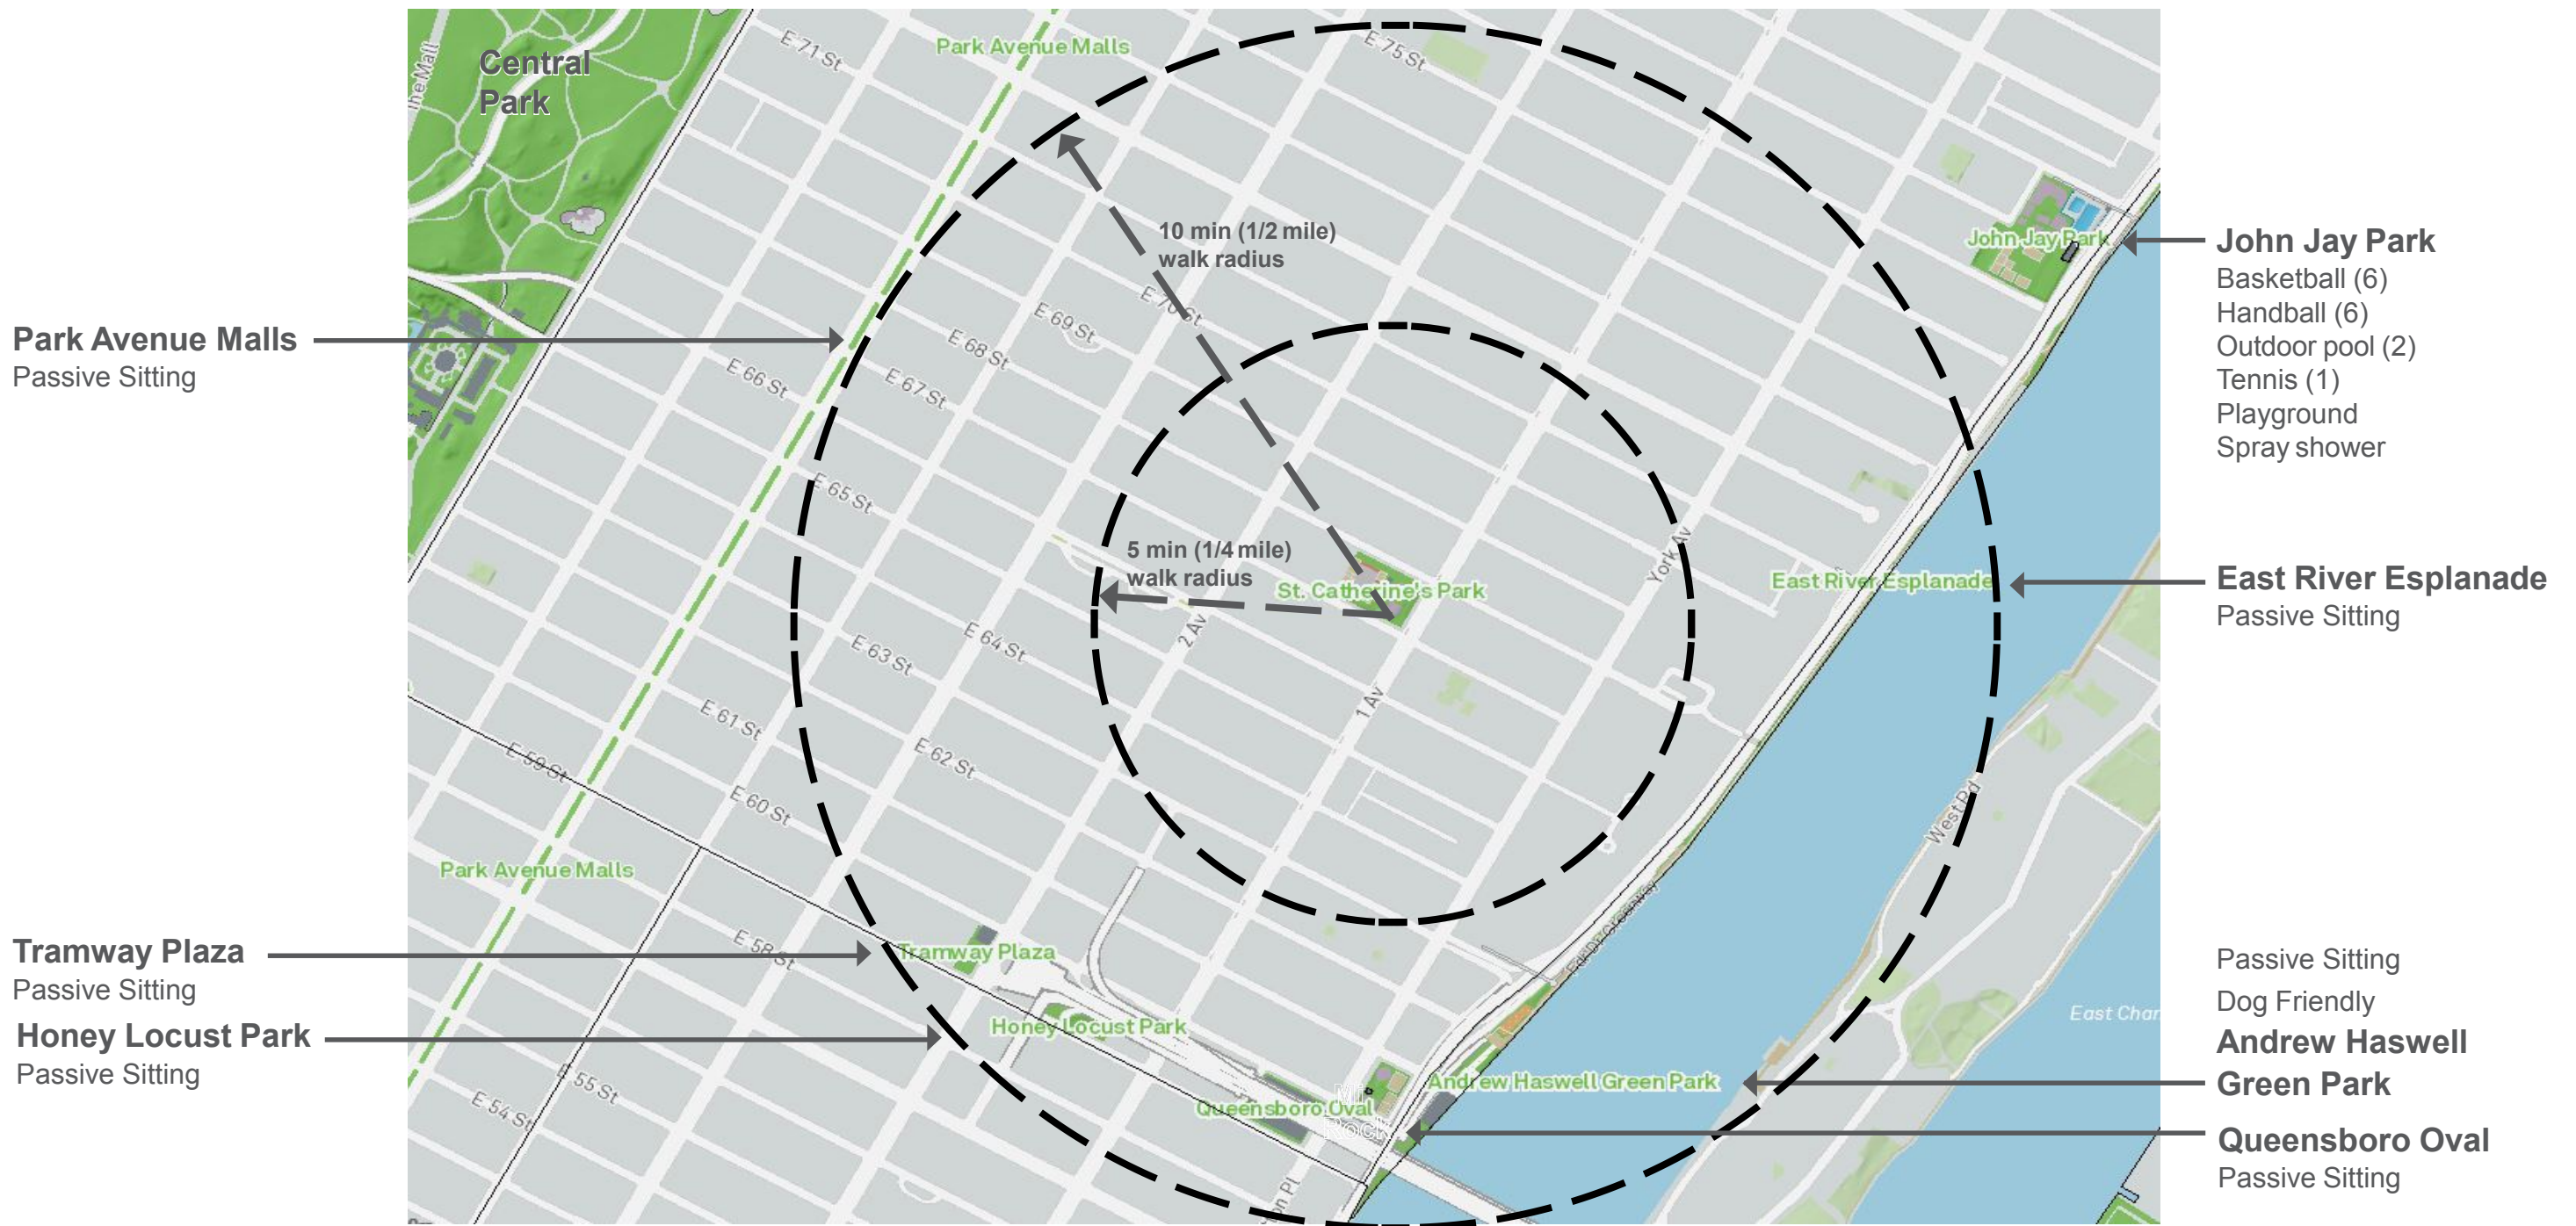 Central
Park
The Mall
E 71 St
Park Avenue Malls
E 75 St
10 min (1/2 mile)
walk radius
E 70 St
E 69 St
E 68 St
E 67 St
E 66 St
E 65 St
5 min (1/4 mile)
walk radius
St. Catherine's Park
York Av
2 Av
1 Av
E 64 St
E 63 St
E 62 St
E 61 St
E 60 St
E 59 St
E 58 St
E 55 St
E 54 St
Park Avenue Malls
Tramway Plaza
Honey Locust Park
Queensboro Oval
Andrew Haswell Green Park
East River Esplanade
John Jay Park
West Rd
Park Avenue Malls
Passive Sitting
Tramway Plaza
Passive Sitting
Honey Locust Park
Passive Sitting
John Jay Park
Basketball (6)
Handball (6)
Outdoor pool (2)
Tennis (1)
Playground
Spray shower
East River Esplanade
Passive Sitting
Passive Sitting
Dog Friendly
Andrew Haswell
Green Park
Queensboro Oval
Passive Sitting